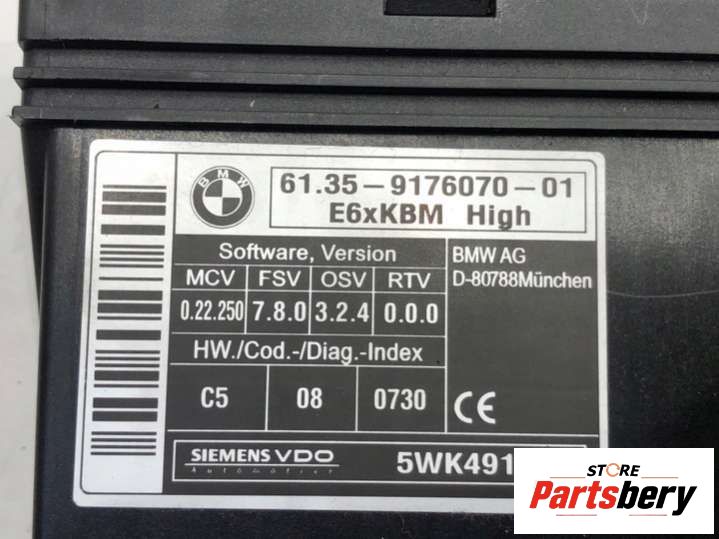 BMW
61.35-9176070-01
E6xKBM High
Software, Version
MCV FSV OSV RTV
0.22.250 7.8.0 3.2.4 0.0.0
BMW AG
D-80788München
HW./Cod.-/Diag.-Index
C5 08 0730
CE
SIEMENS VDO
Automotive
5WK491
STORE
Partsbery